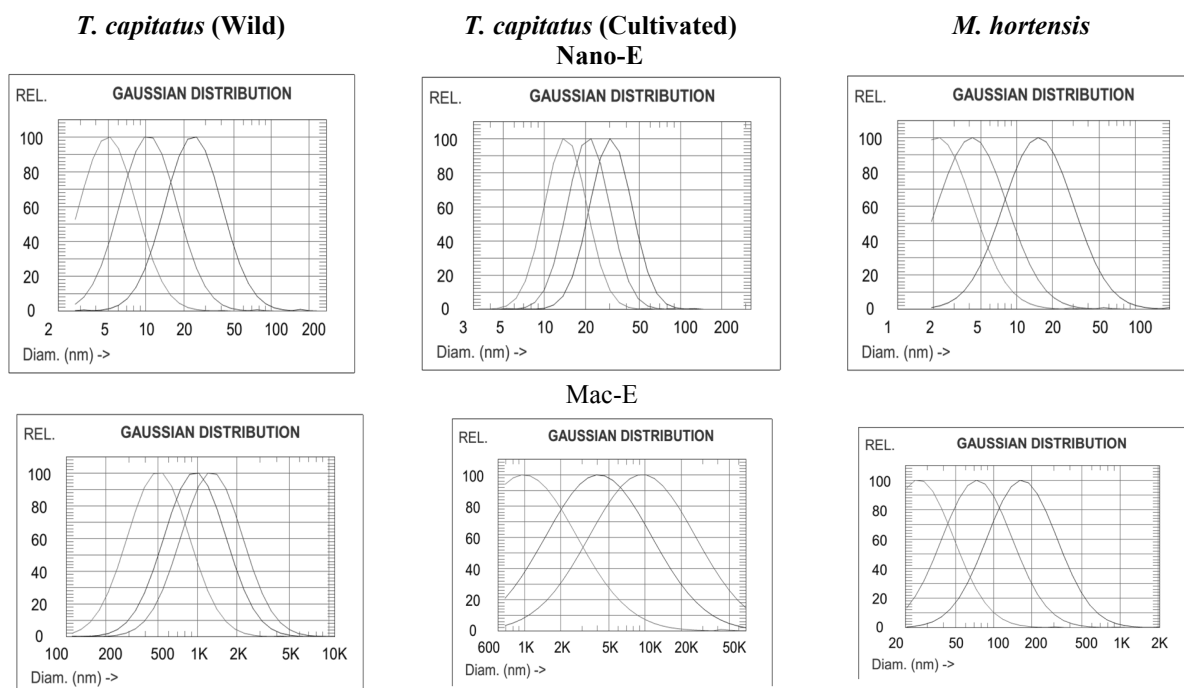 T. capitatus (Wild)
T. capitatus (Cultivated)
M. hortensis
Nano-E
REL. GAUSSIAN DISTRIBUTION
100
80
60
40
20
0
2 5 10 20 50 100 200
Diam. (nm) ->
REL. GAUSSIAN DISTRIBUTION
100
80
60
40
20
0
3 5 10 20 50 100 200
Diam. (nm) ->
REL. GAUSSIAN DISTRIBUTION
100
80
60
40
20
0
1 2 5 10 20 50 100
Diam. (nm) ->
Mac-E
REL. GAUSSIAN DISTRIBUTION
100
80
60
40
20
0
100 200 500 1K 2K 5K 10K
Diam. (nm) ->
REL. GAUSSIAN DISTRIBUTION
100
80
60
40
20
0
600 1K 2K 5K 10K 20K 50K
Diam. (nm) ->
REL. GAUSSIAN DISTRIBUTION
100
80
60
40
20
0
20 50 100 200 500 1K 2K
Diam. (nm) ->